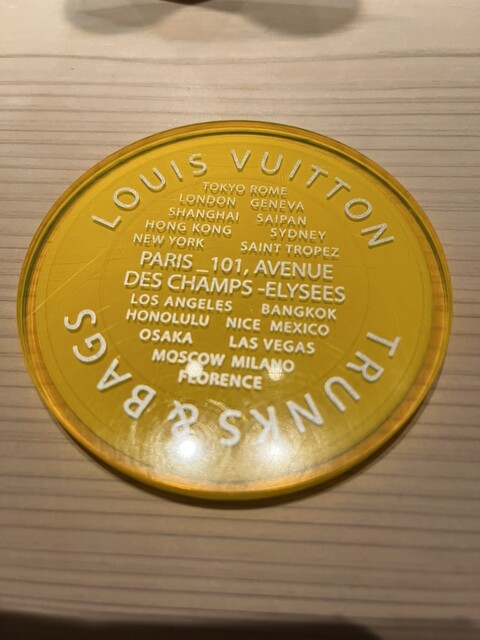 LOUIS VUITTON
TOKYO ROME
LONDON GENEVA
SHANGHAI SAIPAN
HONG KONG SYDNEY
NEW YORK SAINT TROPEZ
PARIS _101, AVENUE
DES CHAMPS -ELYSEES
LOS ANGELES BANGKOK
HONOLULU NICE MEXICO
OSAKA LAS VEGAS
MOSCOW MILANO
FLORENCE
TRUNKS & BAGS